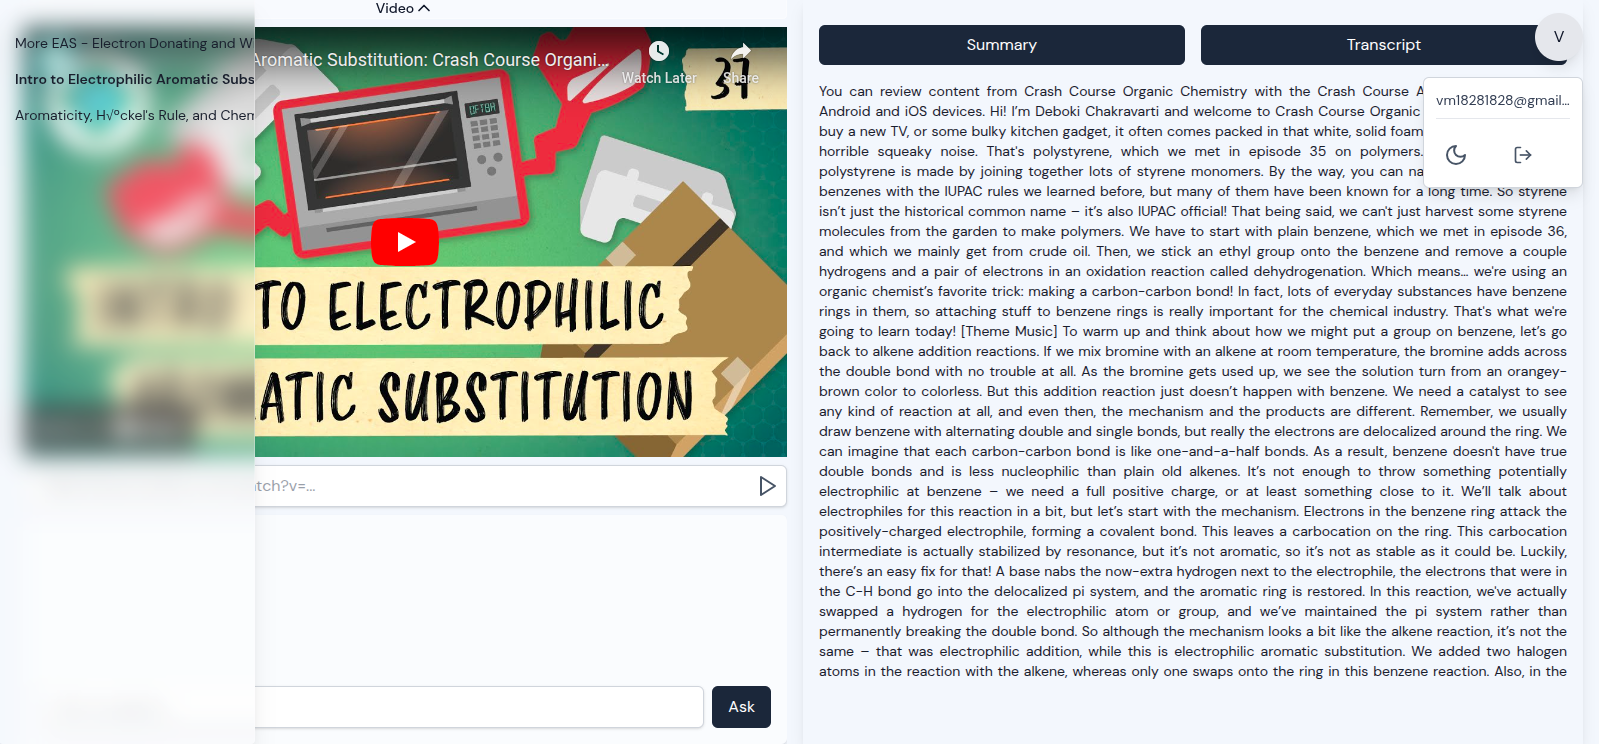 Video
More EAS - Electron Donating and W
Intro to Electrophilic Aromatic Subs
Aromaticity, H√ºckel's Rule, and Chem
Aromatic Substitution: Crash Course Organi...
Watch Later
Share
37
TO ELECTROPHILIC
ATIC SUBSTITUTION
atch?v=...
Ask
Summary
Transcript
V
vm18281828@gmail...
You can review content from Crash Course Organic Chemistry with the Crash Course A
Android and iOS devices. Hi! I'm Deboki Chakravarti and welcome to Crash Course Organic
buy a new TV, or some bulky kitchen gadget, it often comes packed in that white, solid foam
horrible squeaky noise. That's polystyrene, which we met in episode 35 on polymers.
polystyrene is made by joining together lots of styrene monomers. By the way, you can na
benzenes with the IUPAC rules we learned before, but many of them have been known for a long time. So styrene
isn't just the historical common name – it's also IUPAC official! That being said, we can't just harvest some styrene
molecules from the garden to make polymers. We have to start with plain benzene, which we met in episode 36,
and which we mainly get from crude oil. Then, we stick an ethyl group onto the benzene and remove a couple
hydrogens and a pair of electrons in an oxidation reaction called dehydrogenation. Which means... we're using an
organic chemist's favorite trick: making a carbon-carbon bond! In fact, lots of everyday substances have benzene
rings in them, so attaching stuff to benzene rings is really important for the chemical industry. That's what we're
going to learn today! [Theme Music] To warm up and think about how we might put a group on benzene, let's go
back to alkene addition reactions. If we mix bromine with an alkene at room temperature, the bromine adds across
the double bond with no trouble at all. As the bromine gets used up, we see the solution turn from an orangey-
brown color to colorless. But this addition reaction just doesn't happen with benzene. We need a catalyst to see
any kind of reaction at all, and even then, the mechanism and the products are different. Remember, we usually
draw benzene with alternating double and single bonds, but really the electrons are delocalized around the ring. We
can imagine that each carbon-carbon bond is like one-and-a-half bonds. As a result, benzene doesn't have true
double bonds and is less nucleophilic than plain old alkenes. It's not enough to throw something potentially
electrophilic at benzene – we need a full positive charge, or at least something close to it. We'll talk about
electrophiles for this reaction in a bit, but let's start with the mechanism. Electrons in the benzene ring attack the
positively-charged electrophile, forming a covalent bond. This leaves a carbocation on the ring. This carbocation
intermediate is actually stabilized by resonance, but it's not aromatic, so it's not as stable as it could be. Luckily,
there's an easy fix for that! A base nabs the now-extra hydrogen next to the electrophile, the electrons that were in
the C-H bond go into the delocalized pi system, and the aromatic ring is restored. In this reaction, we've actually
swapped a hydrogen for the electrophilic atom or group, and we've maintained the pi system rather than
permanently breaking the double bond. So although the mechanism looks a bit like the alkene reaction, it's not the
same – that was electrophilic addition, while this is electrophilic aromatic substitution. We added two halogen
atoms in the reaction with the alkene, whereas only one swaps onto the ring in this benzene reaction. Also, in the